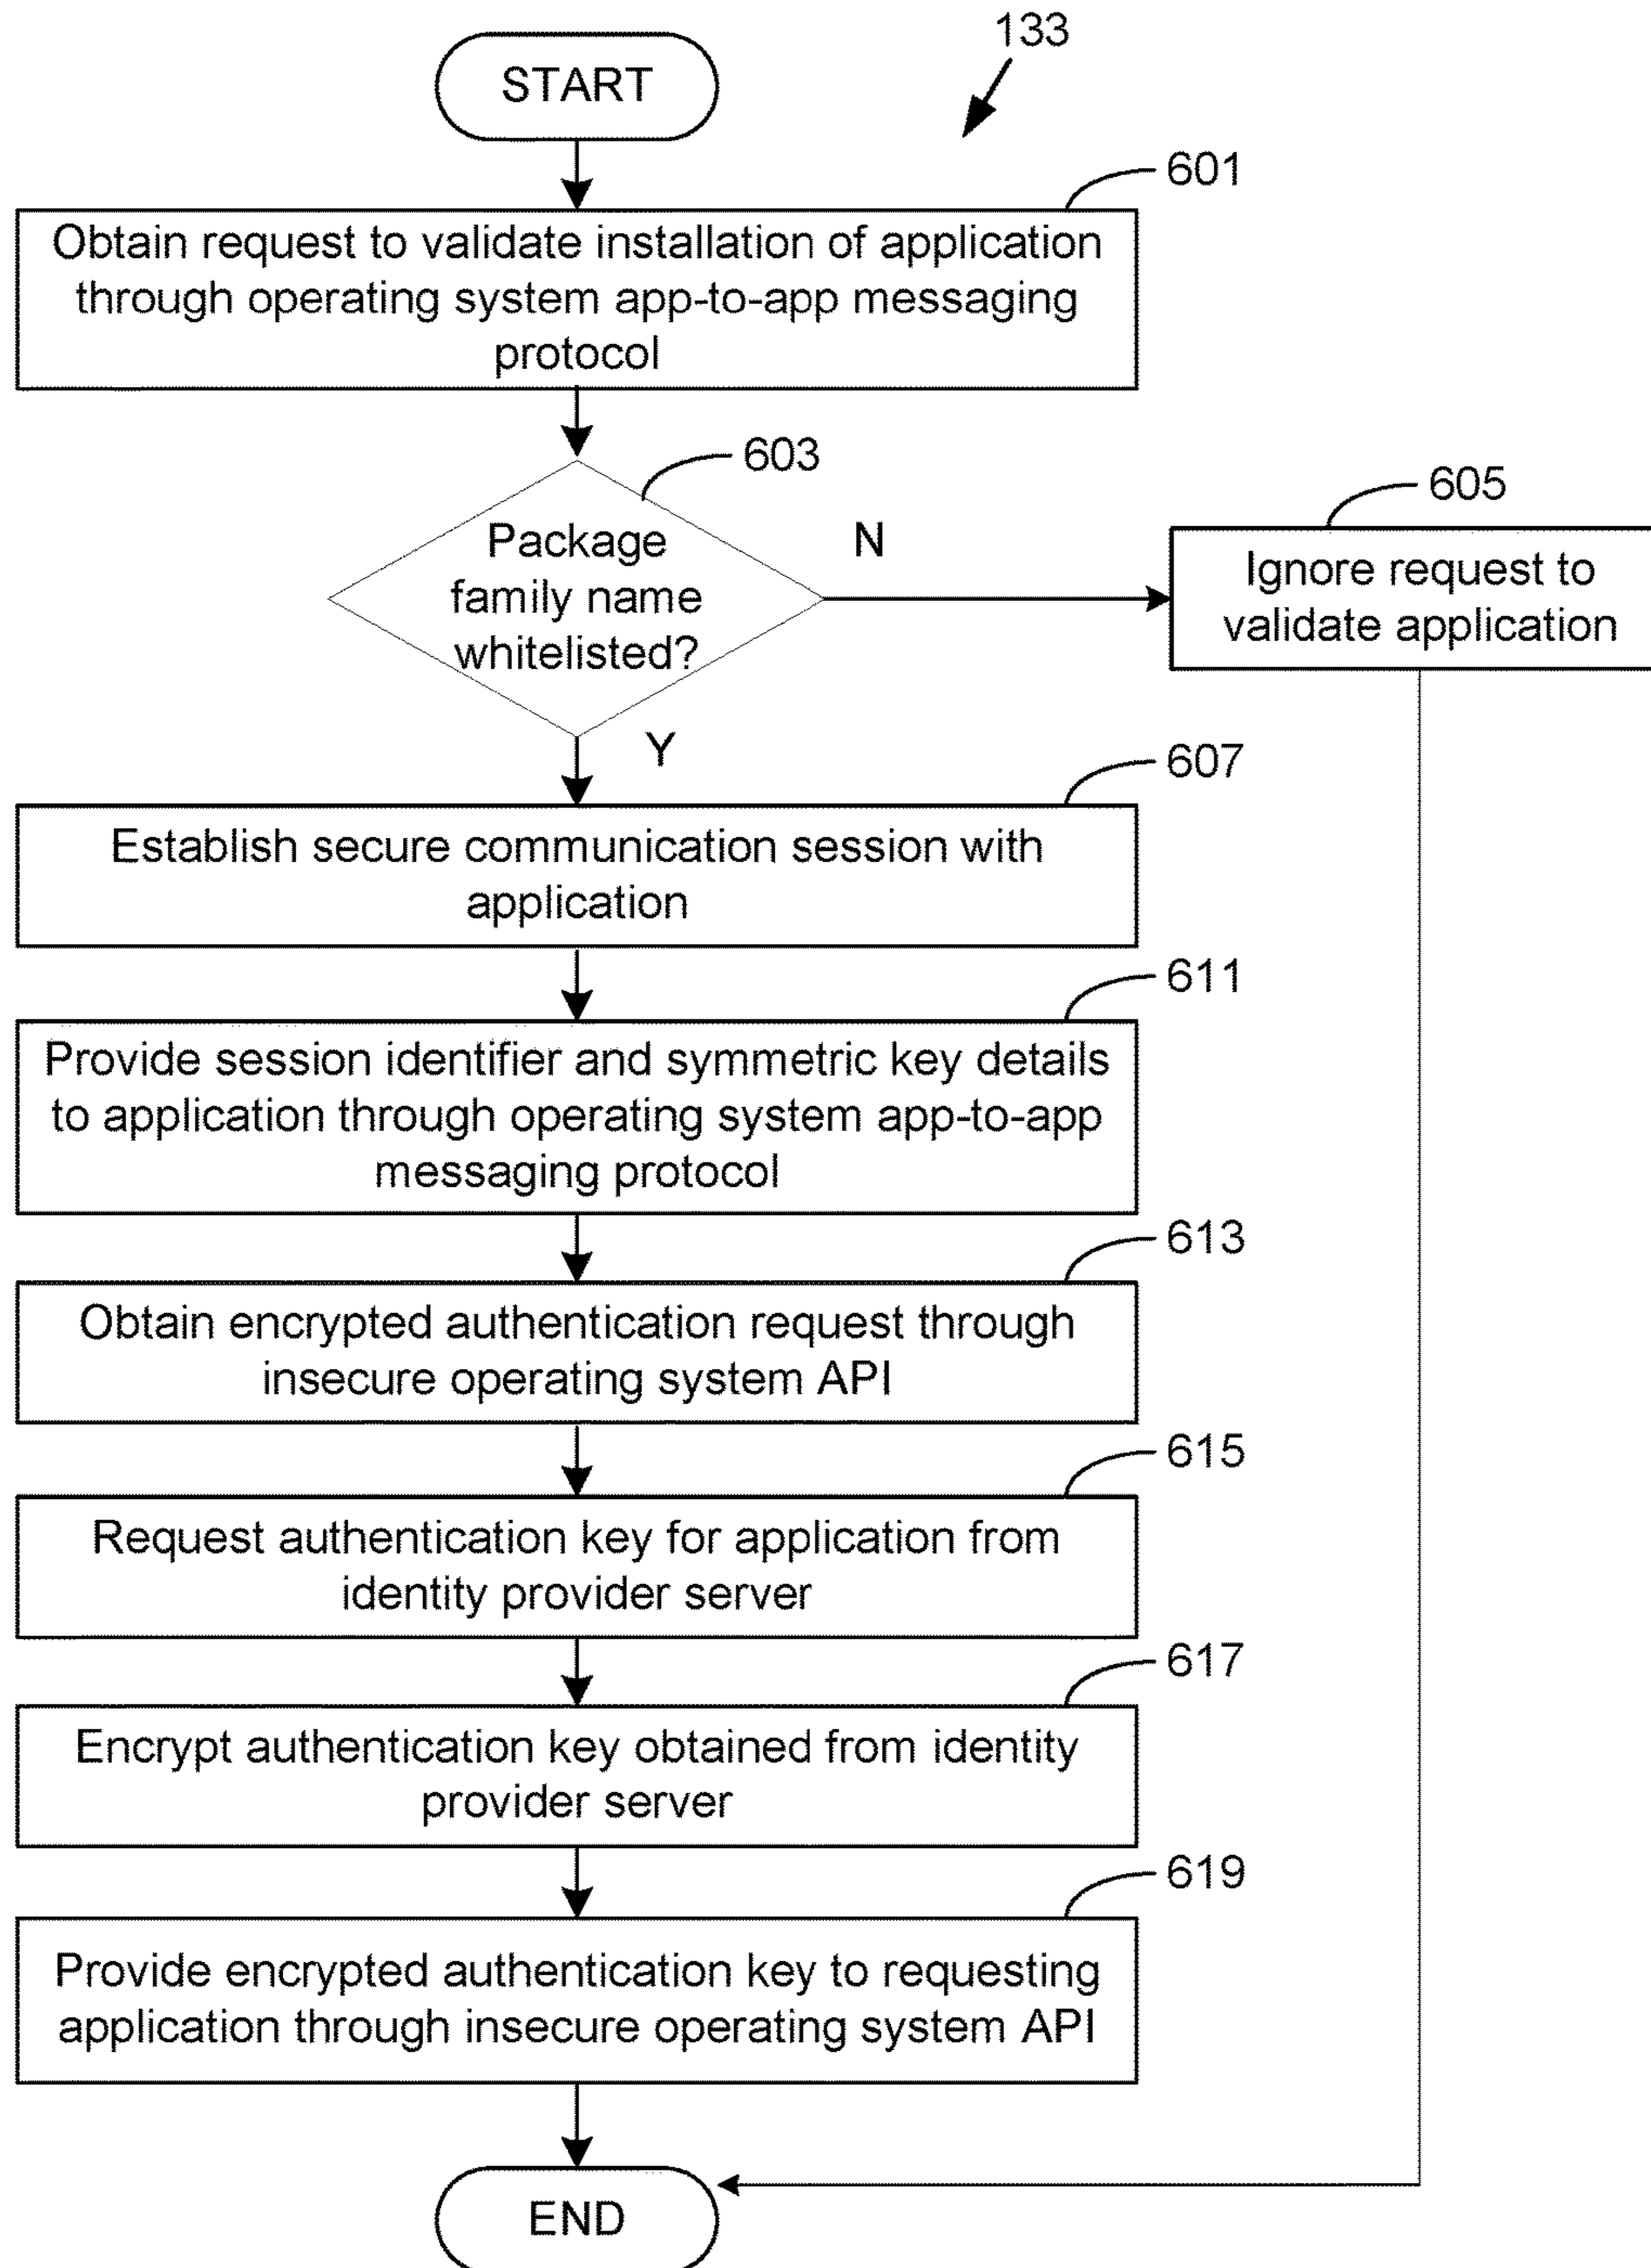 133
START
601
Obtain request to validate installation of application
through operating system app-to-app messaging
protocol
603
Package
family name
whitelisted?
N
605
Ignore request to
validate application
Y
607
Establish secure communication session with
application
611
Provide session identifier and symmetric key details
to application through operating system app-to-app
messaging protocol
613
Obtain encrypted authentication request through
insecure operating system API
615
Request authentication key for application from
identity provider server
617
Encrypt authentication key obtained from identity
provider server
619
Provide encrypted authentication key to requesting
application through insecure operating system API
END